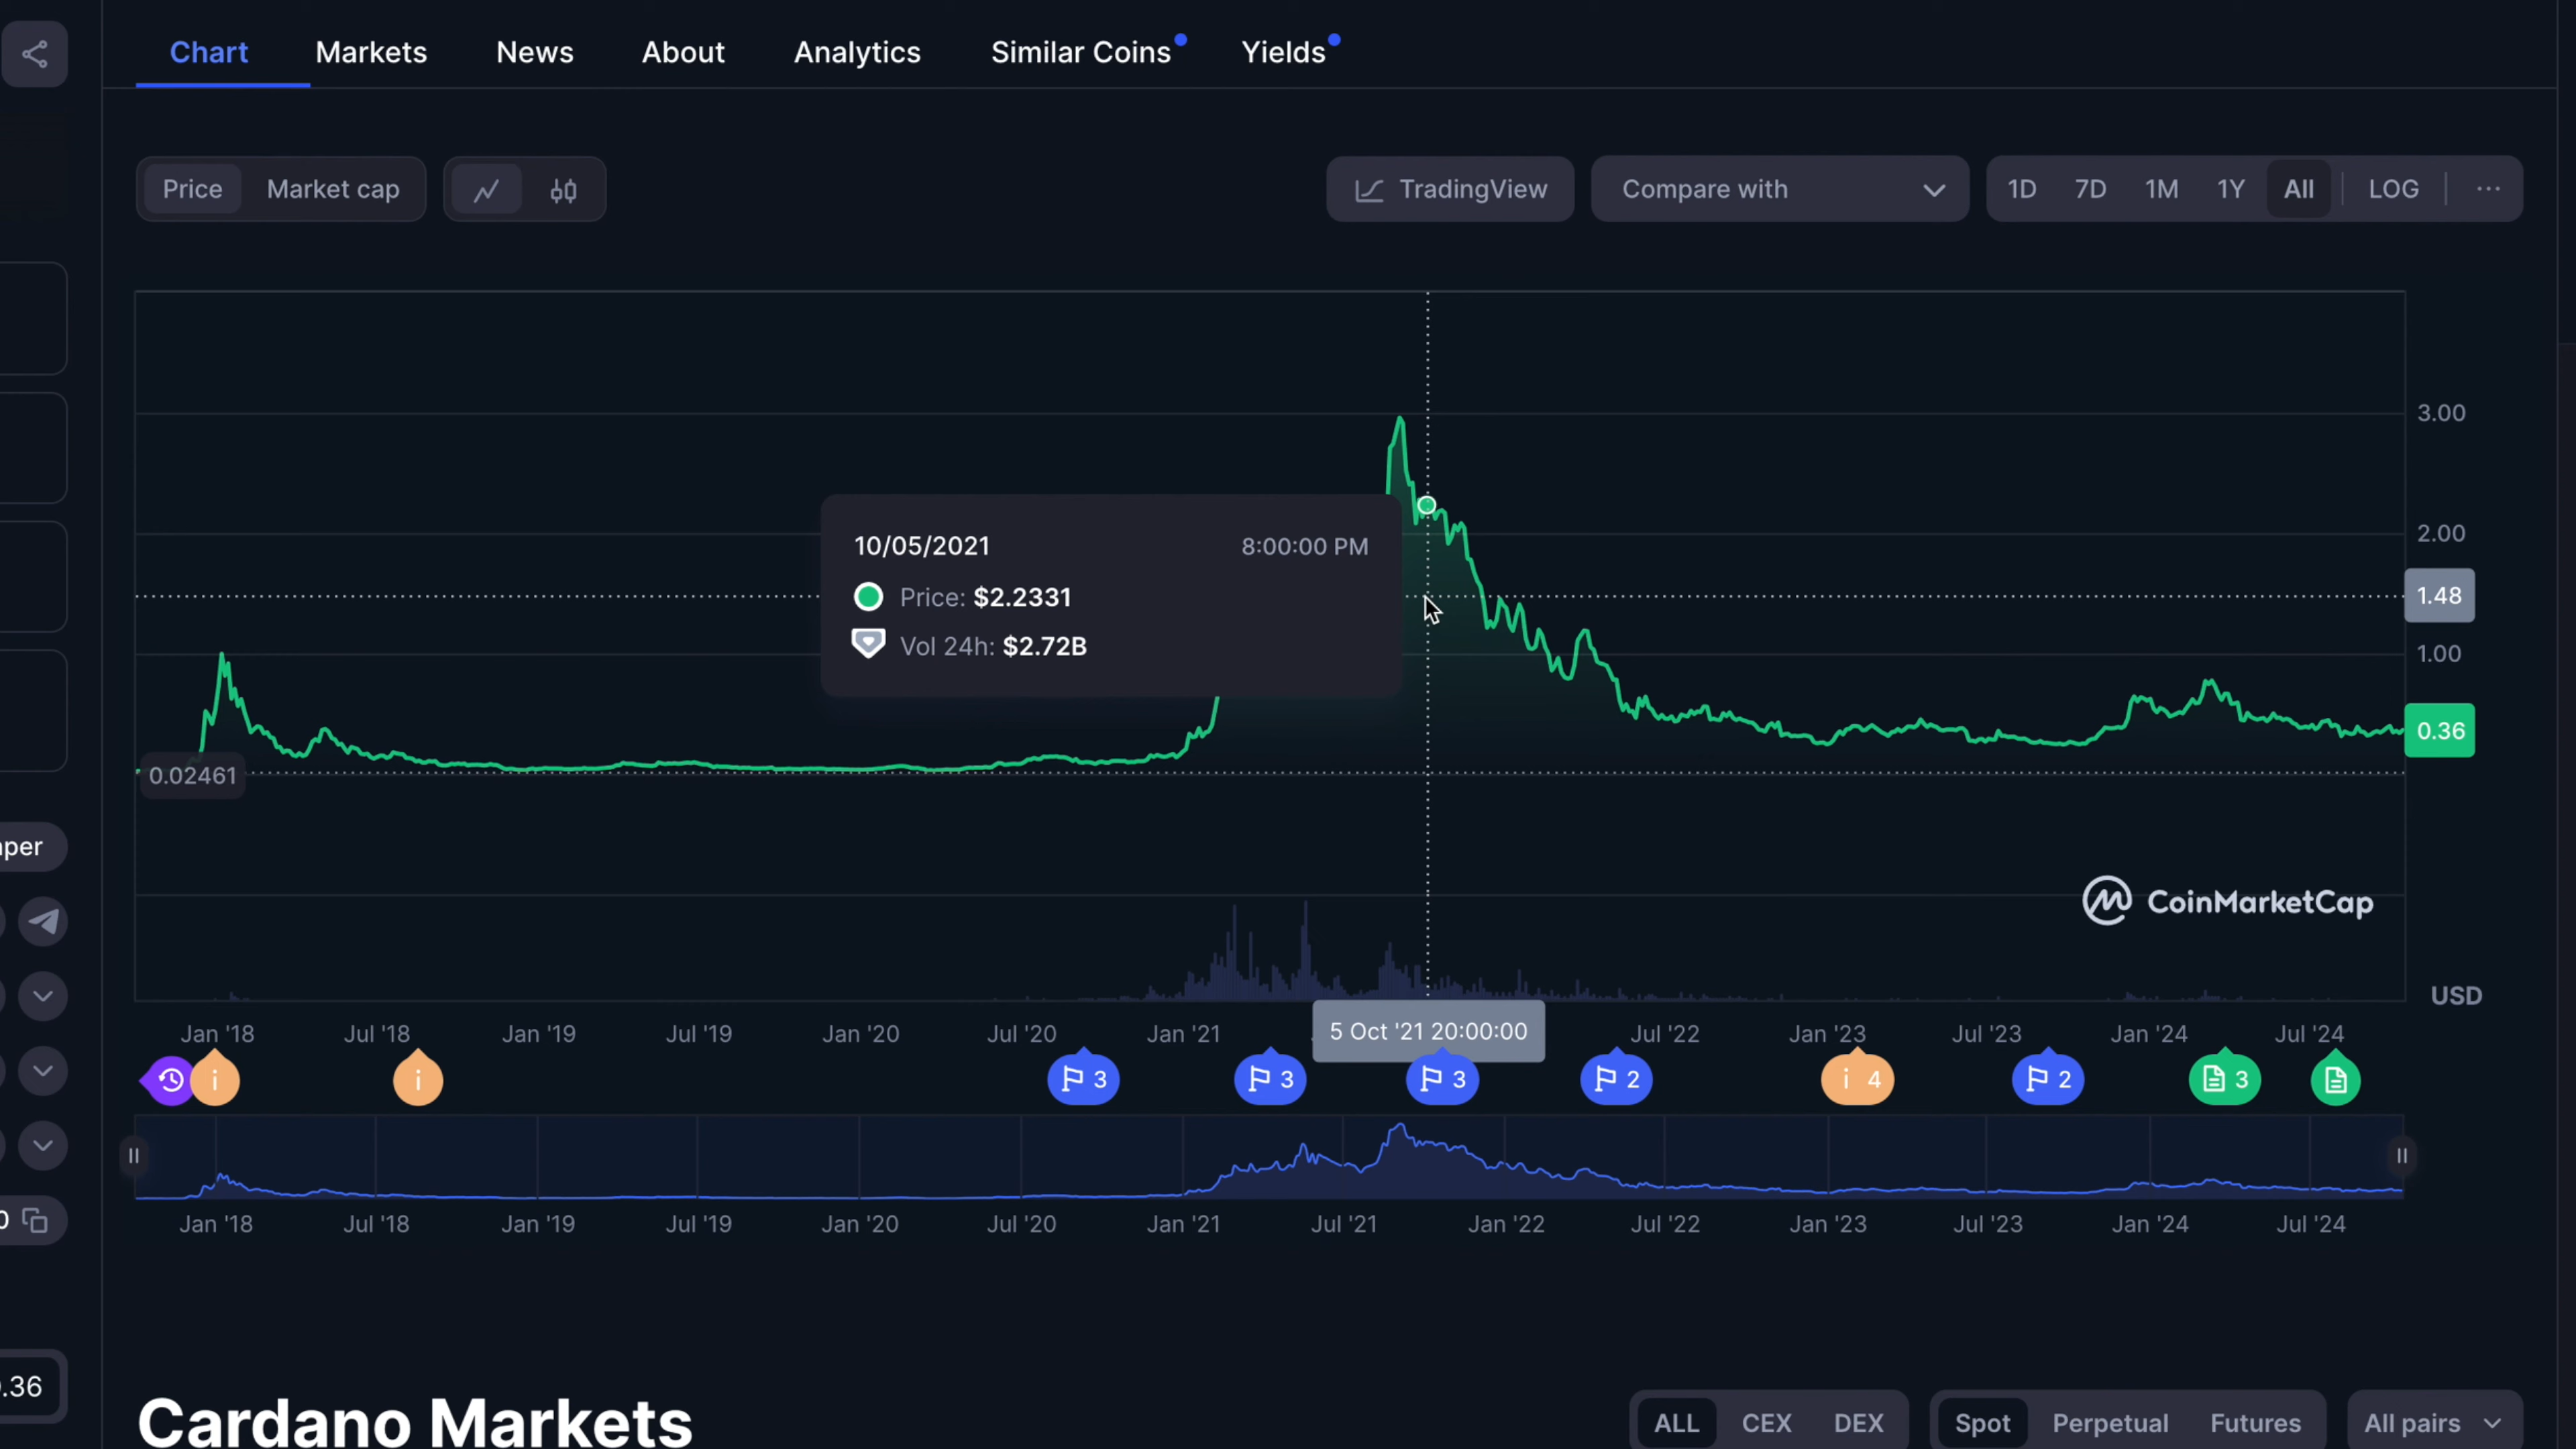 Chart Markets News About Analytics Similar Coins Yields
Price Market cap TradingView Compare with 1D 7D 1M 1Y All LOG
3.00
10/05/2021 8:00:00 PM
2.00
Price: $2.2331
1.48
Vol 24h: $2.72B
1.00
0.36
0.02461
CoinMarketCap
USD
Jan '18 Jul '18 Jan '19 Jul '19 Jan '20 Jul '20 Jan '21 5 Oct '21 20:00:00 Jul '22 Jan '23 Jul '23 Jan '24 Jul '24
3 3 3 2 4 2 3
Jan '18 Jul '18 Jan '19 Jul '19 Jan '20 Jul '20 Jan '21 Jul '21 Jan '22 Jul '22 Jan '23 Jul '23 Jan '24 Jul '24
.36
Cardano Markets ALL CEX DEX Spot Perpetual Futures All pairs